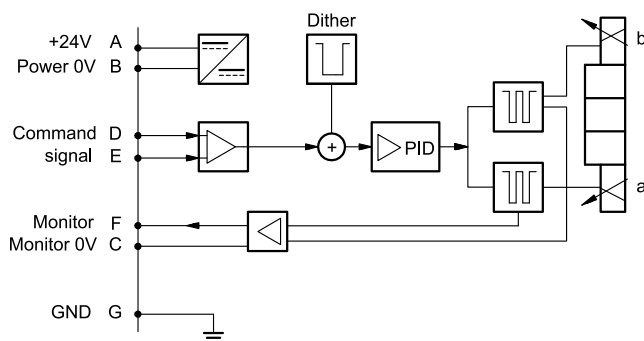 Dither
+24V A
Power 0V B
b
Command D
signal E
+
PID
a
Monitor F
Monitor 0V C
GND G